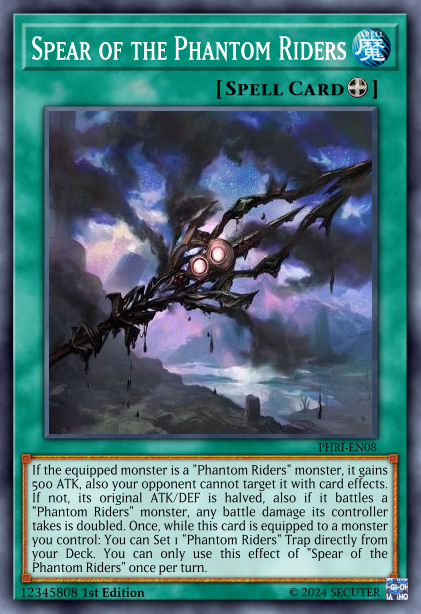 SPEAR OF THE PHANTOM RIDERS 魔
[SPELL CARD]
PHRI-EN08
If the equipped monster is a "Phantom Riders" monster, it gains
500 ATK, also your opponent cannot target it with card effects.
If not, its original ATK/DEF is halved, also if it battles a
"Phantom Riders" monster, any battle damage its controller
takes is doubled. Once, while this card is equipped to a monster
you control: You can Set 1 "Phantom Riders" Trap directly from
your Deck. You can only use this effect of "Spear of the
Phantom Riders" once per turn.
12345808 1st Edition © 2024 SECUTER